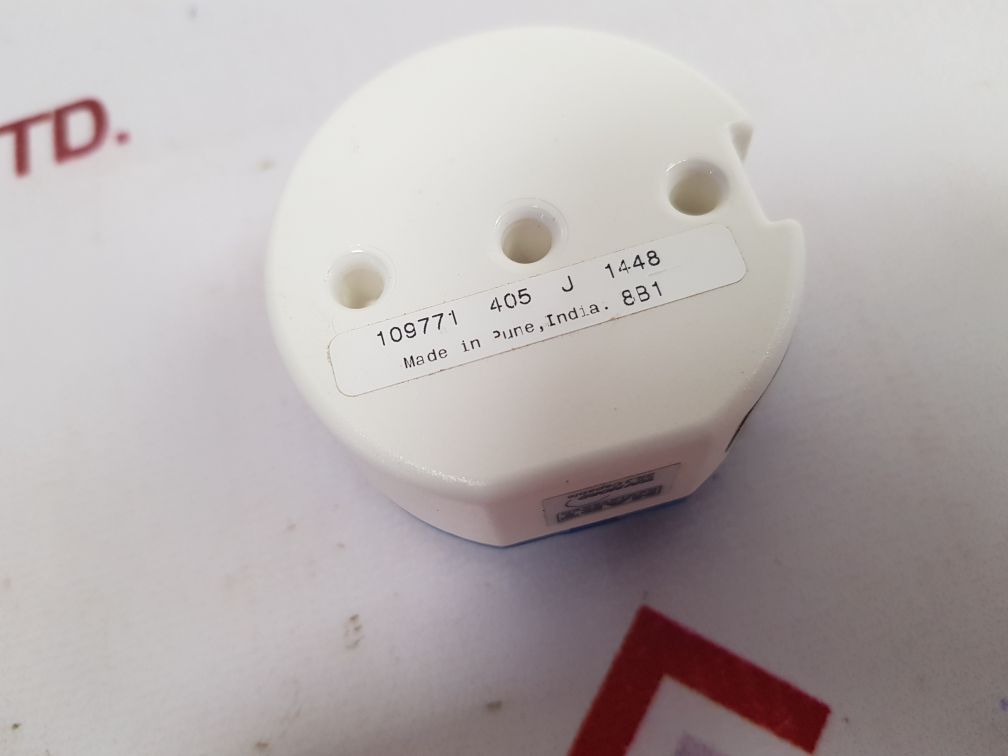 TD.
109771 405 J 1448
Made in Pune, India. 8B1